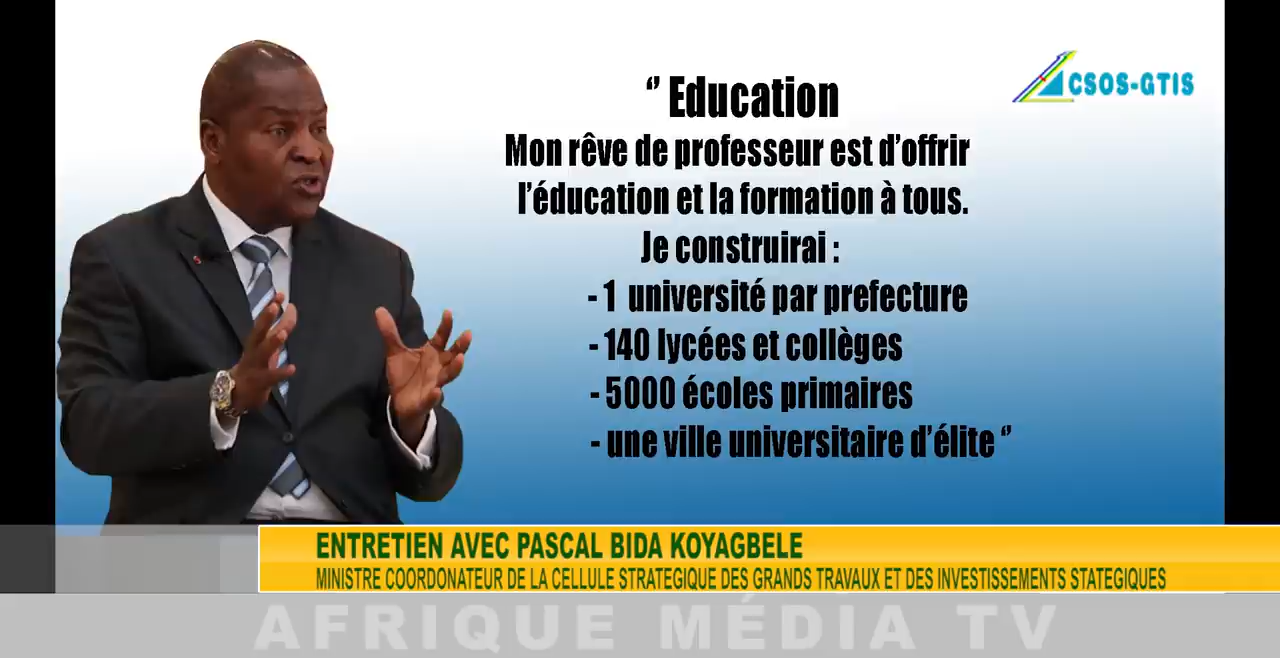 ‘’ Education
CSOS-GTIS
Mon rêve de professeur est d’offrir
l’éducation et la formation à tous.
Je construirai :
- 1 université par prefecture
- 140 lycées et collèges
- 5000 écoles primaires
- une ville universitaire d’élite ‘’
ENTRETIEN AVEC PASCAL BIDA KOYAGBELE
MINISTRE COORDONATEUR DE LA CELLULE STRATEGIQUE DES GRANDS TRAVAUX ET DES INVESTISSEMENTS STATEGIQUES
AFRIQUE MÉDIA TV